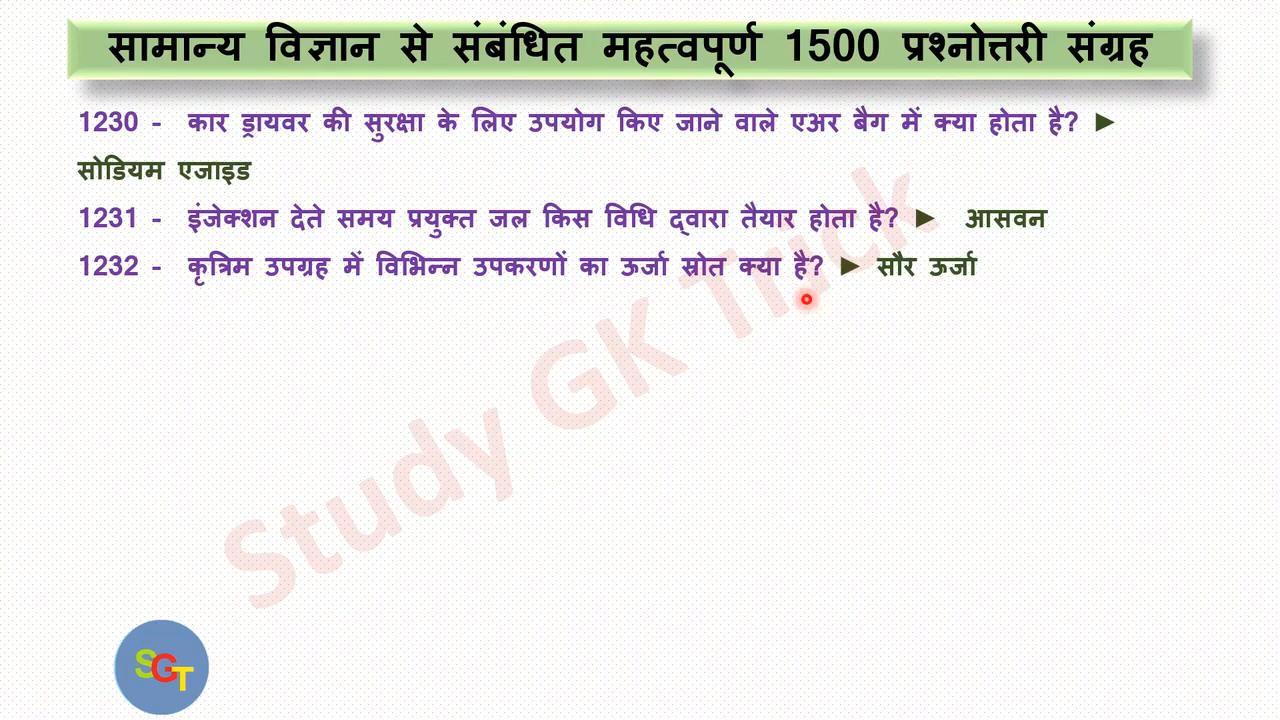 सामान्य विज्ञान से संबंधित महत्वपूर्ण 1500 प्रश्नोत्तरी संग्रह
1230 - कार ड्रायवर की सुरक्षा के लिए उपयोग किए जाने वाले एअर बैग में क्या होता है? ►
सोडियम एजाइड
1231 - इंजेक्शन देते समय प्रयुक्त जल किस विधि द्वारा तैयार होता है? ► आसवन
1232 - कृत्रिम उपग्रह में विभिन्न उपकरणों का ऊर्जा स्रोत क्या है? ► सौर ऊर्जा
Study GK Trick
SGT